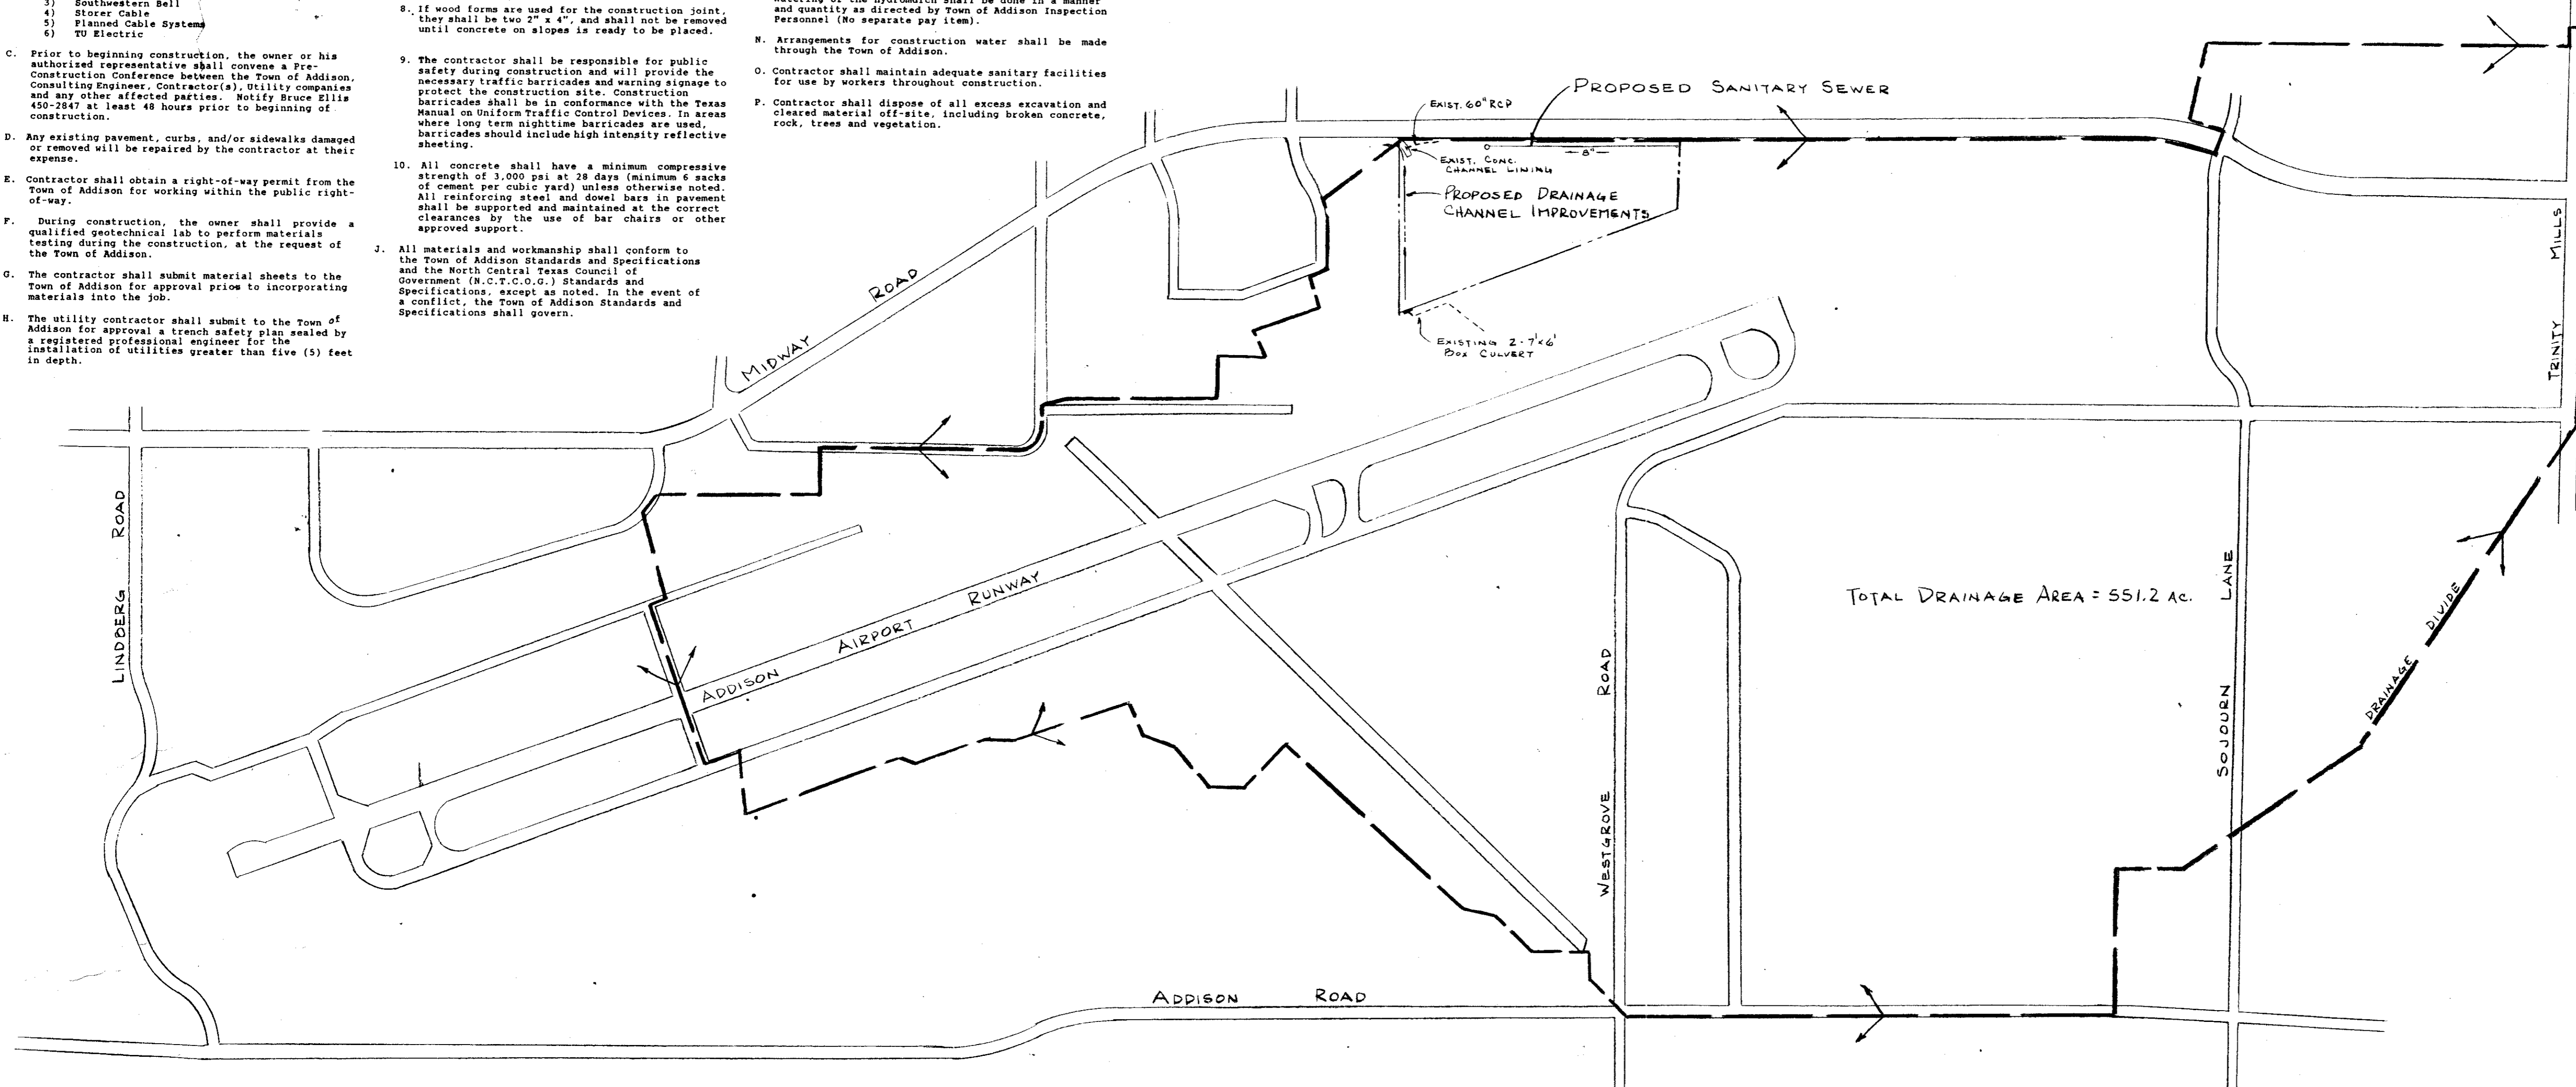 3) Southwestern Bell
4) Storer Cable
5) Planned Cable Systems
6) TU Electric
C. Prior to beginning construction, the owner or his
authorized representative shall convene a Pre-
Construction Conference between the Town of Addison,
Consulting Engineer, Contractor(s), Utility companies
and any other affected parties. Notify Bruce Ellis
450-2847 at least 48 hours prior to beginning of
construction.
D. Any existing pavement, curbs, and/or sidewalks damaged
or removed will be repaired by the contractor at their
expense.
E. Contractor shall obtain a right-of-way permit from the
Town of Addison for working within the public right-
of-way.
F. During construction, the owner shall provide a
qualified geotechnical lab to perform materials
testing during the construction, at the request of
the Town of Addison.
G. The contractor shall submit material sheets to the
Town of Addison for approval prior to incorporating
materials into the job.
H. The utility contractor shall submit to the Town of
Addison for approval a trench safety plan sealed by
a registered professional engineer for the
installation of utilities greater than five (5) feet
in depth.
8. If wood forms are used for the construction joint,
they shall be two 2" x 4", and shall not be removed
until concrete on slopes is ready to be placed.
9. The contractor shall be responsible for public
safety during construction and will provide the
necessary traffic barricades and warning signage to
protect the construction site. Construction
barricades shall be in conformance with the Texas
Manual on Uniform Traffic Control Devices. In areas
where long term nighttime barricades are used,
barricades should include high intensity reflective
sheeting.
10. All concrete shall have a minimum compressive
strength of 3,000 psi at 28 days (minimum 6 sacks
of cement per cubic yard) unless otherwise noted.
All reinforcing steel and dowel bars in pavement
shall be supported and maintained at the correct
clearances by the use of bar chairs or other
approved support.
J. All materials and workmanship shall conform to
the Town of Addison Standards and Specifications
and the North Central Texas Council of
Government (N.C.T.C.O.G.) Standards and
Specifications, except as noted. In the event of
a conflict, the Town of Addison Standards and
Specifications shall govern.
watering of the hydromulch shall be done in a manner
and quantity as directed by Town of Addison Inspection
Personnel (No separate pay item).
N. Arrangements for construction water shall be made
through the Town of Addison.
O. Contractor shall maintain adequate sanitary facilities
for use by workers throughout construction.
P. Contractor shall dispose of all excess excavation and
cleared material off-site, including broken concrete,
rock, trees and vegetation.
PROPOSED SANITARY SEWER
EXIST. 60" RCP
8"
EXIST. CONC.
CHANNEL LINING
PROPOSED DRAINAGE
CHANNEL IMPROVEMENTS
EXISTING 2-7'x6'
BOX CULVERT
MIDWAY ROAD
LINDBERG ROAD
ADDISON AIRPORT RUNWAY
WESTGROVE ROAD
TOTAL DRAINAGE AREA = 551.2 AC.
SOJOURN LANE
TRINITY MILLS
DRAINAGE DIVIDE
ADDISON ROAD